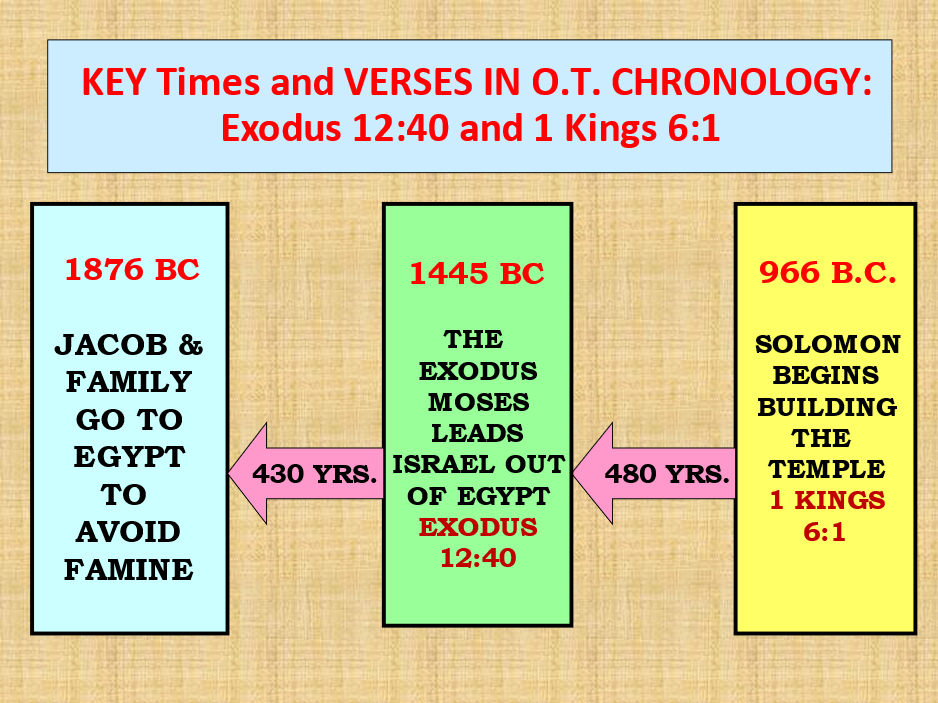 KEY Times and VERSES IN O.T. CHRONOLOGY:
Exodus 12:40 and 1 Kings 6:1
1876 BC
JACOB &
FAMILY
GO TO
EGYPT
TO
AVOID
FAMINE
430 YRS.
1445 BC
THE
EXODUS
MOSES
LEADS
ISRAEL OUT
OF EGYPT
EXODUS
12:40
480 YRS.
966 B.C.
SOLOMON
BEGINS
BUILDING
THE
TEMPLE
1 KINGS
6:1